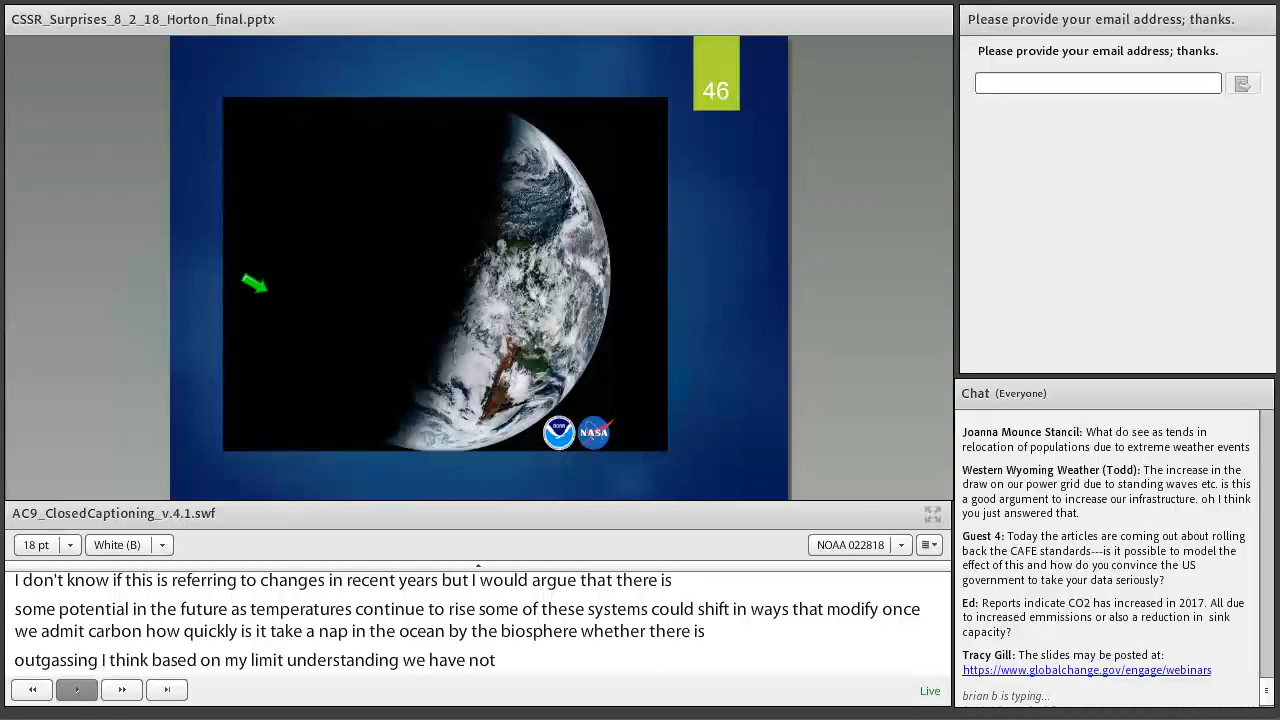 CSSR_Surprises_8_2_18_Horton_final.pptx
46
NOAA
NASA
AC9_ClosedCaptioning_v.4.1.swf
18 pt
White (B)
NOAA 022818
I don't know if this is referring to changes in recent years but I would argue that there is
some potential in the future as temperatures continue to rise some of these systems could shift in ways that modify once
we admit carbon how quickly is it take a nap in the ocean by the biosphere whether there is
outgassing I think based on my limit understanding we have not
Live
Please provide your email address; thanks.
Please provide your email address; thanks.
Chat (Everyone)
Joanna Mounce Stancil: What do see as tends in
relocation of populations due to extreme weather events
Western Wyoming Weather (Todd): The increase in the
draw on our power grid due to standing waves etc. is this
a good argument to increase our infrastructure. oh I think
you just answered that.
Guest 4: Today the articles are coming out about rolling
back the CAFE standards---is it possible to model the
effect of this and how do you convince the US
government to take your data seriously?
Ed: Reports indicate CO2 has increased in 2017. All due
to increased emmissions or also a reduction in sink
capacity?
Tracy Gill: The slides may be posted at:
https://www.globalchange.gov/engage/webinars
brian b is typing...